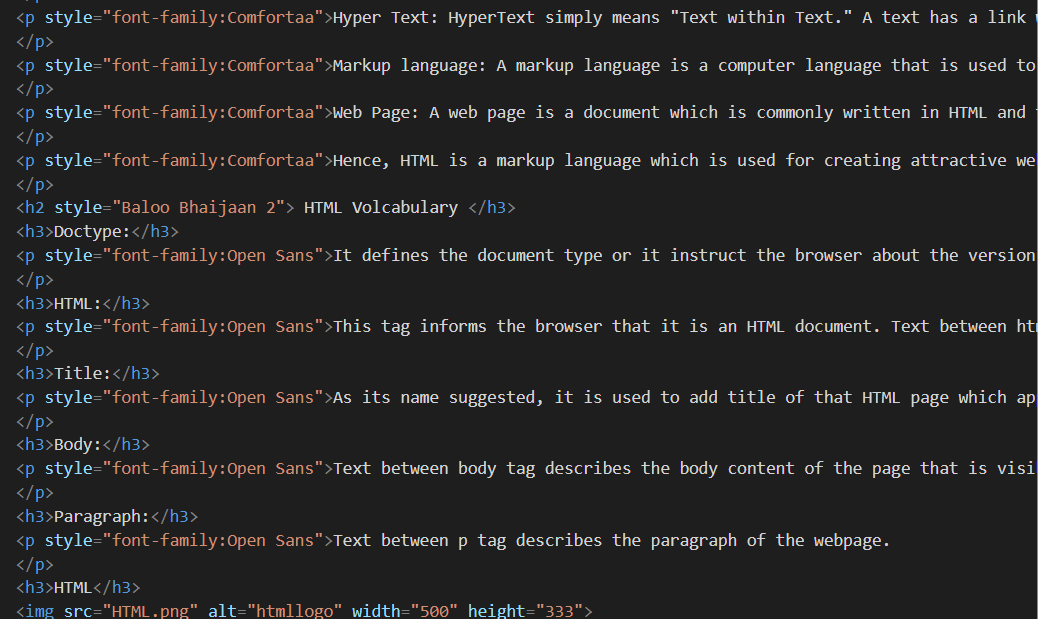 </p>
<p style="font-family:Comfortaa">Hyper Text: HyperText simply means "Text within Text." A text has a link
</p>
<p style="font-family:Comfortaa">Markup language: A markup language is a computer language that is used to
</p>
<p style="font-family:Comfortaa">Web Page: A web page is a document which is commonly written in HTML and
</p>
<p style="font-family:Comfortaa">Hence, HTML is a markup language which is used for creating attractive we
</p>
<h2 style="Baloo Bhaijaan 2"> HTML Volcabulary </h3>
<h3>Doctype:</h3>
<p style="font-family:Open Sans">It defines the document type or it instruct the browser about the version
</p>
<h3>HTML:</h3>
<p style="font-family:Open Sans">This tag informs the browser that it is an HTML document. Text between ht
</p>
<h3>Title:</h3>
<p style="font-family:Open Sans">As its name suggested, it is used to add title of that HTML page which ap
</p>
<h3>Body:</h3>
<p style="font-family:Open Sans">Text between body tag describes the body content of the page that is visi
</p>
<h3>Paragraph:</h3>
<p style="font-family:Open Sans">Text between p tag describes the paragraph of the webpage.
</p>
<h3>HTML</h3>
<img src="HTML.png" alt="htmllogo" width="500" height="333">